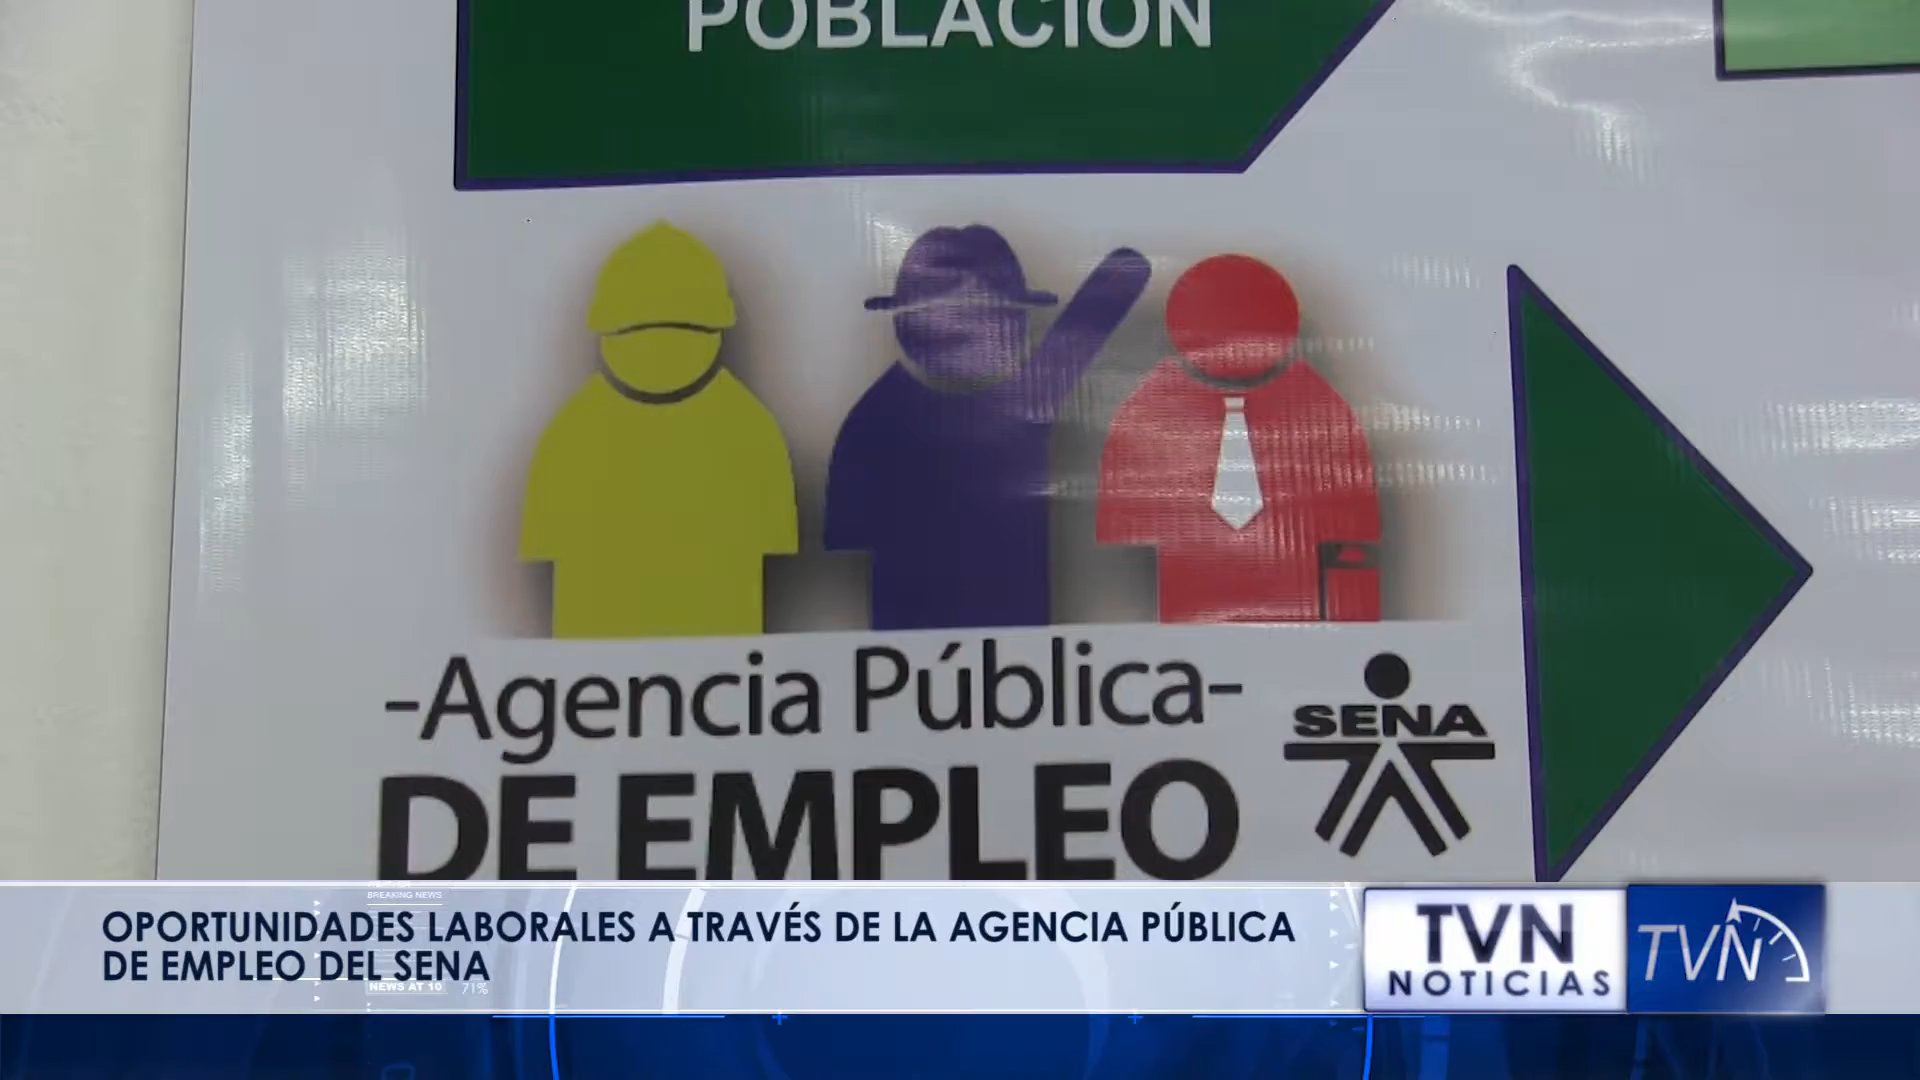 POBLACIÓN
-Agencia Pública-
DE EMPLEO
SENA
BREAKING NEWS
OPORTUNIDADES LABORALES A TRAVÉS DE LA AGENCIA PÚBLICA
DE EMPLEO DEL SENA
NEWS AT 10 71%
TVN
NOTICIAS
TVN